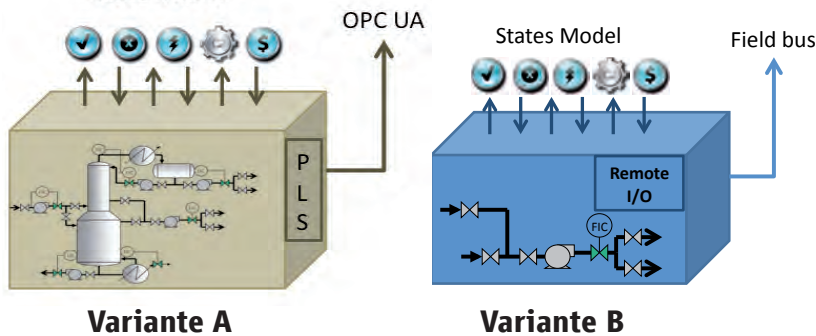 OPC UA
States Model
Field bus
P
L
S
Remote
I/O
FIC
Variante A
Variante B